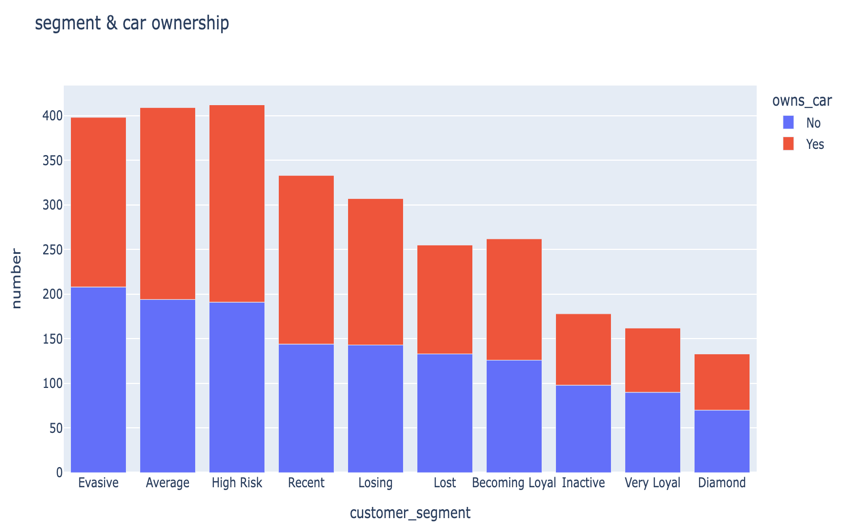 segment & car ownership
owns_car
No
Yes
number
400
350
300
250
200
150
100
50
0
Evasive Average High Risk Recent Losing Lost Becoming Loyal Inactive Very Loyal Diamond
customer_segment